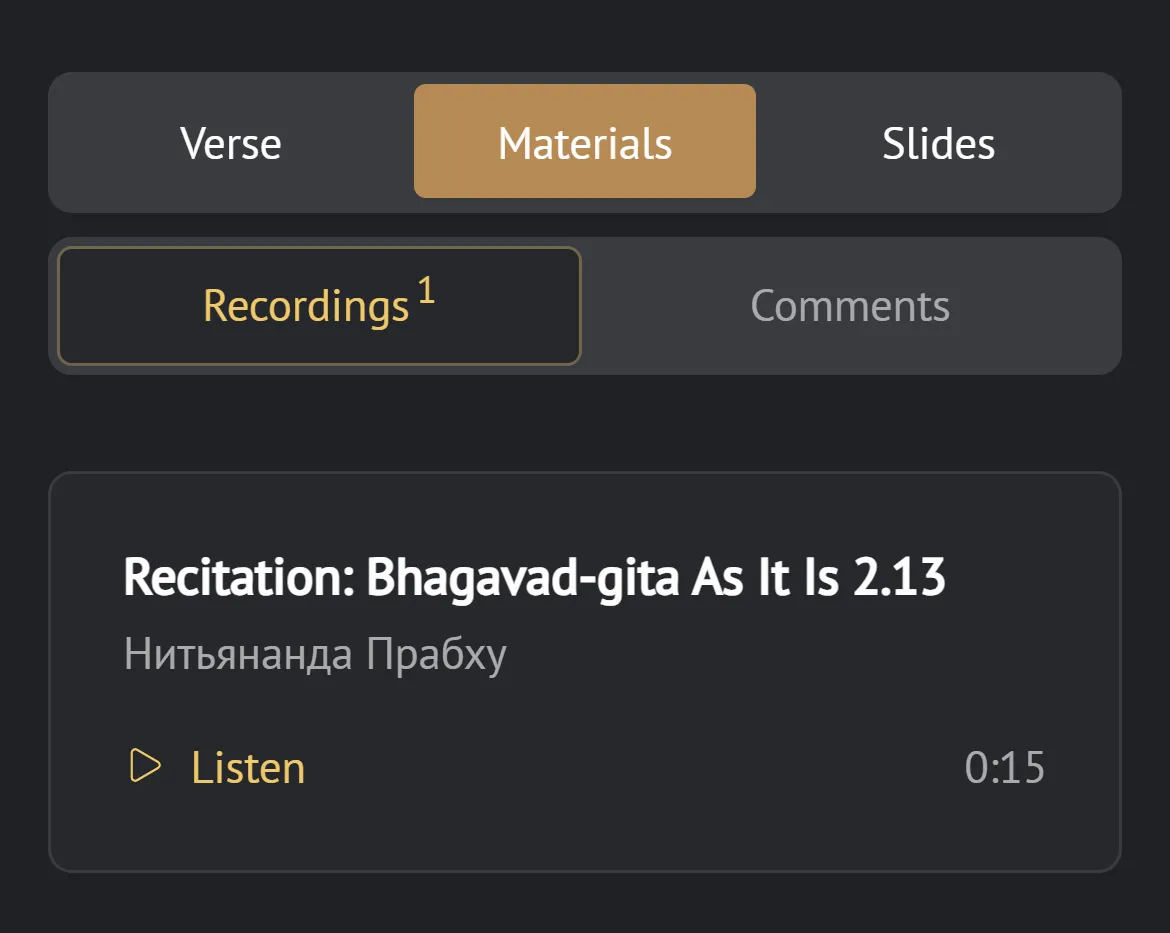 Verse Materials Slides
Recordings 1 Comments
Recitation: Bhagavad-gita As It Is 2.13
Нитьянанда Прабху
Listen 0:15